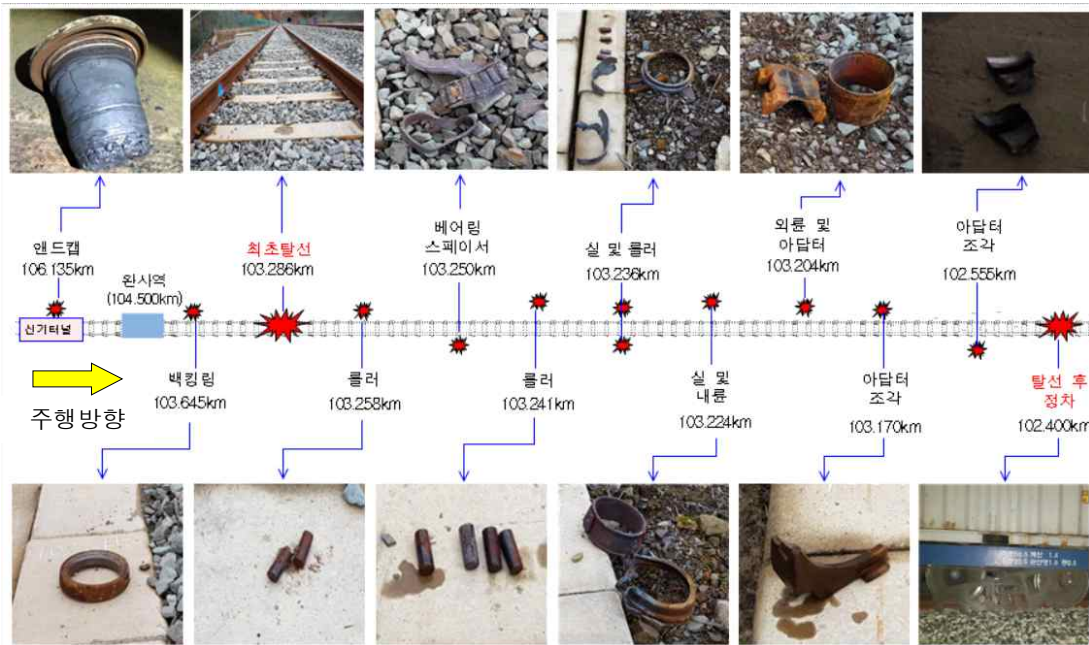 앤드캡
106.135km
최초탈선
103.286km
베어링
스페이서
103.250km
실 및 롤러
103.236km
외륜 및
아답터
103.204km
아답터
조각
102.555km
완사역
(104.500km)
신기터널
주행방향
백킹링
103.645km
롤러
103.258km
롤러
103.241km
실 및
내륜
103.224km
아답터
조각
103.170km
탈선 후
정차
102.400km